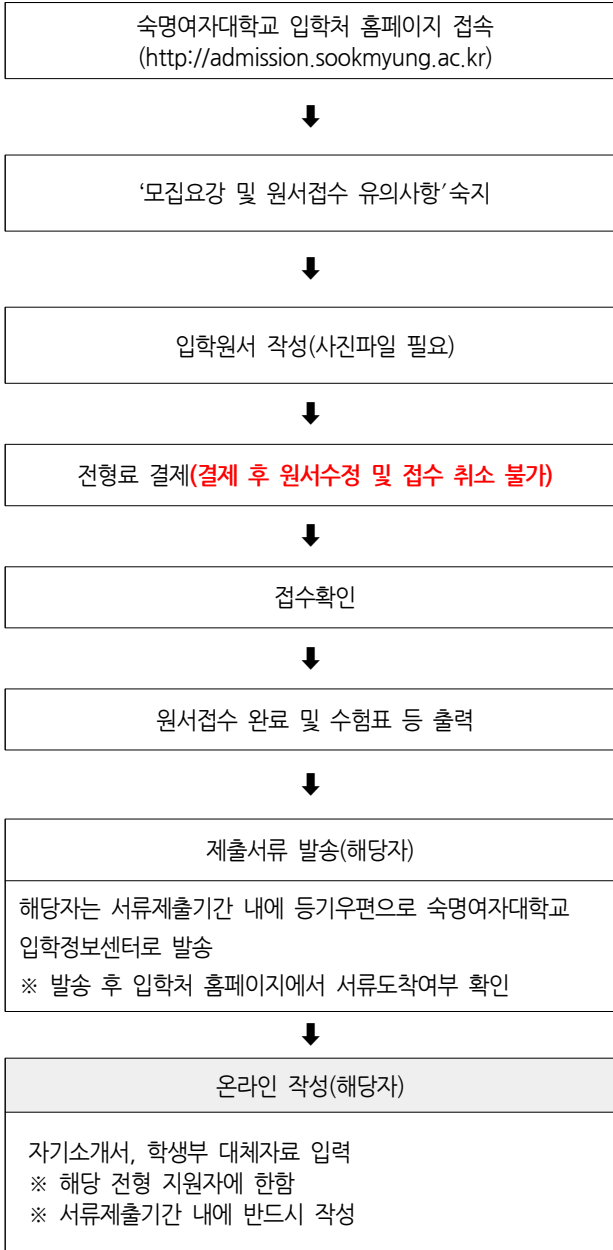 숙명여자대학교 입학처 홈페이지 접속
(http://admission.sookmyung.ac.kr)
‘모집요강 및 원서접수 유의사항’숙지
입학원서 작성(사진파일 필요)
전형료 결제(결제 후 원서수정 및 접수 취소 불가)
접수확인
원서접수 완료 및 수험표 등 출력
제출서류 발송(해당자)
해당자는 서류제출기간 내에 등기우편으로 숙명여자대학교
입학정보센터로 발송
※ 발송 후 입학처 홈페이지에서 서류도착여부 확인
온라인 작성(해당자)
자기소개서, 학생부 대체자료 입력
※ 해당 전형 지원자에 한함
※ 서류제출기간 내에 반드시 작성